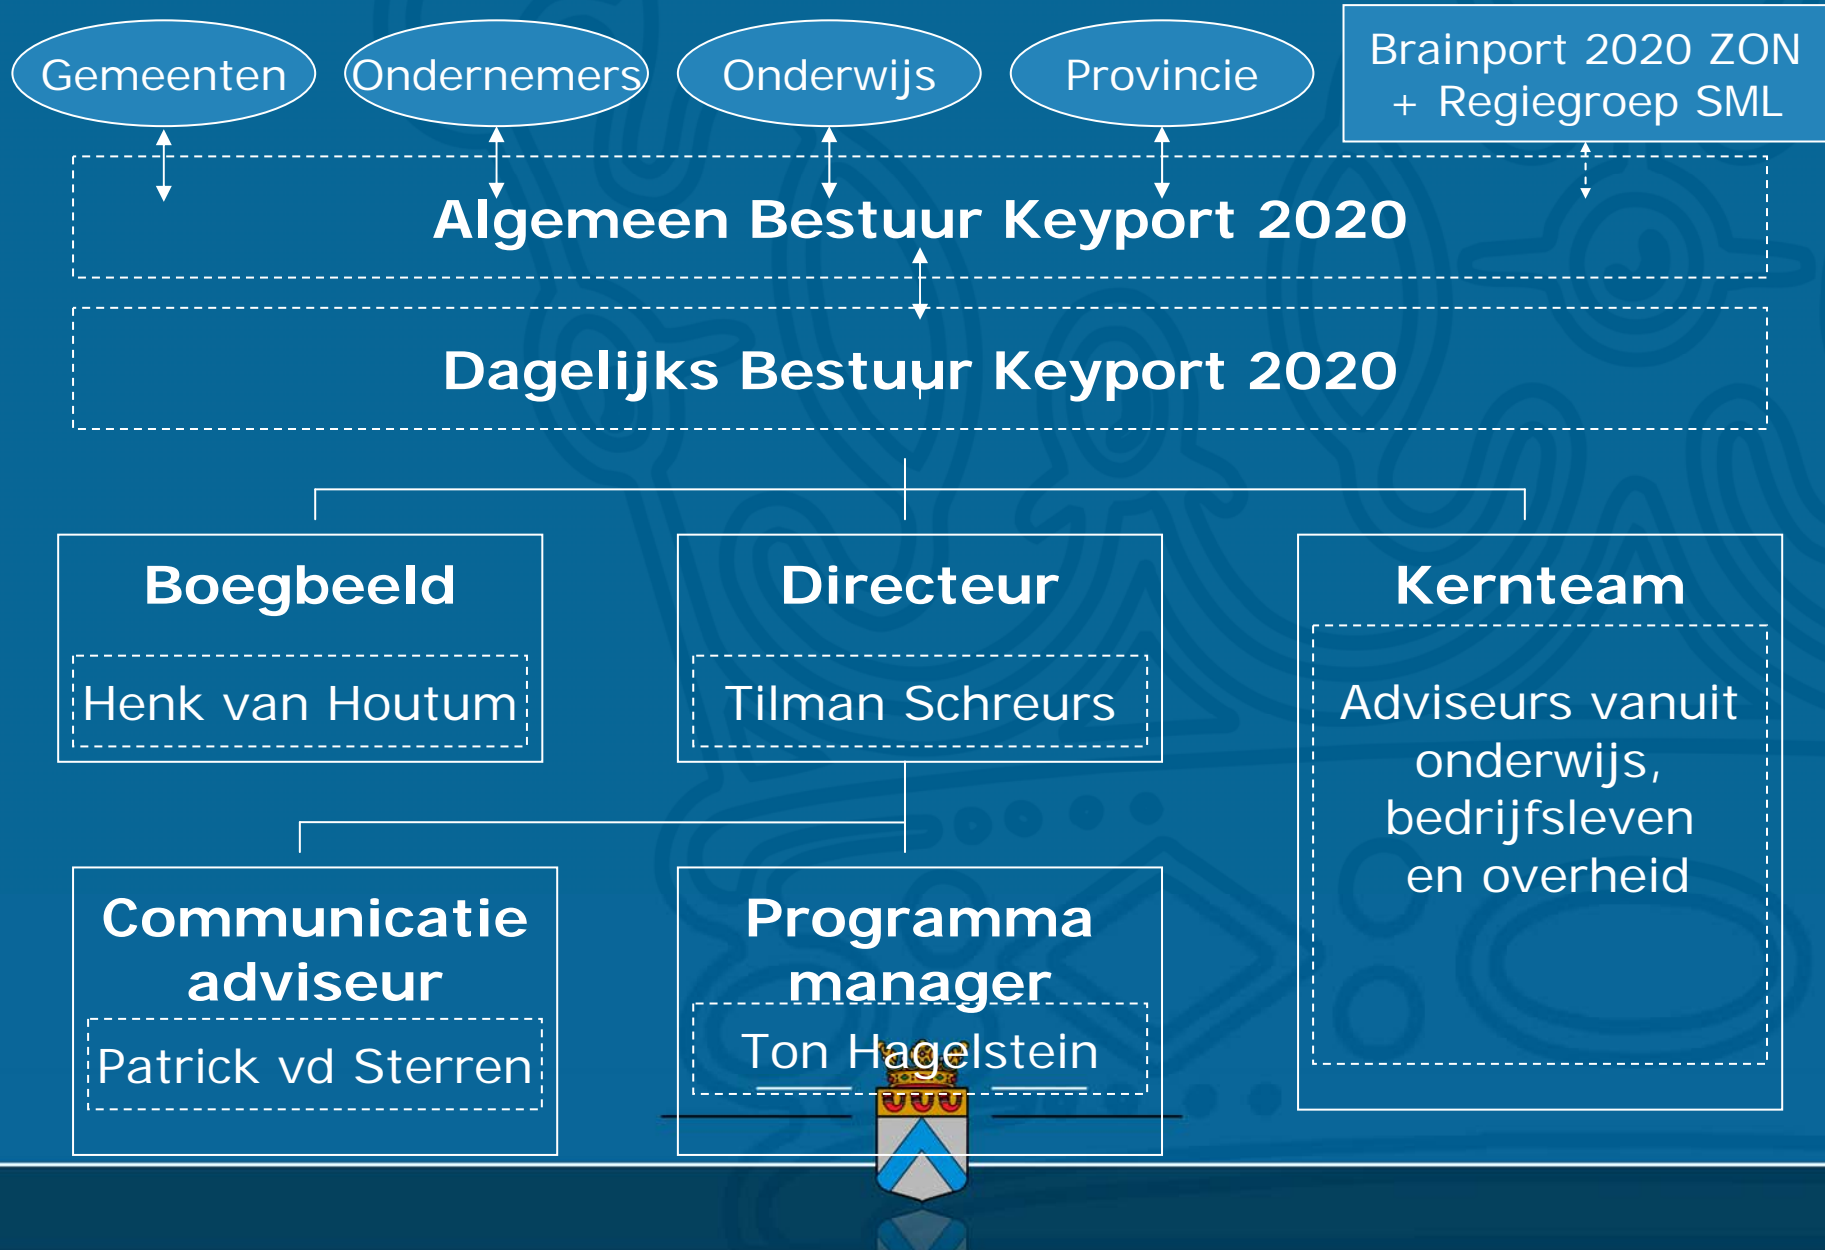 Gemeenten
Ondernemers
Onderwijs
Provincie
Brainport 2020 ZON
+ Regiegroep SML
Algemeen Bestuur Keyport 2020
Dagelijks Bestuur Keyport 2020
Boegbeeld
Henk van Houtum
Directeur
Tilman Schreurs
Kernteam
Adviseurs vanuit
onderwijs,
bedrijfsleven
en overheid
Communicatie
adviseur
Patrick vd Sterren
Programma
manager
Ton Hagelstein